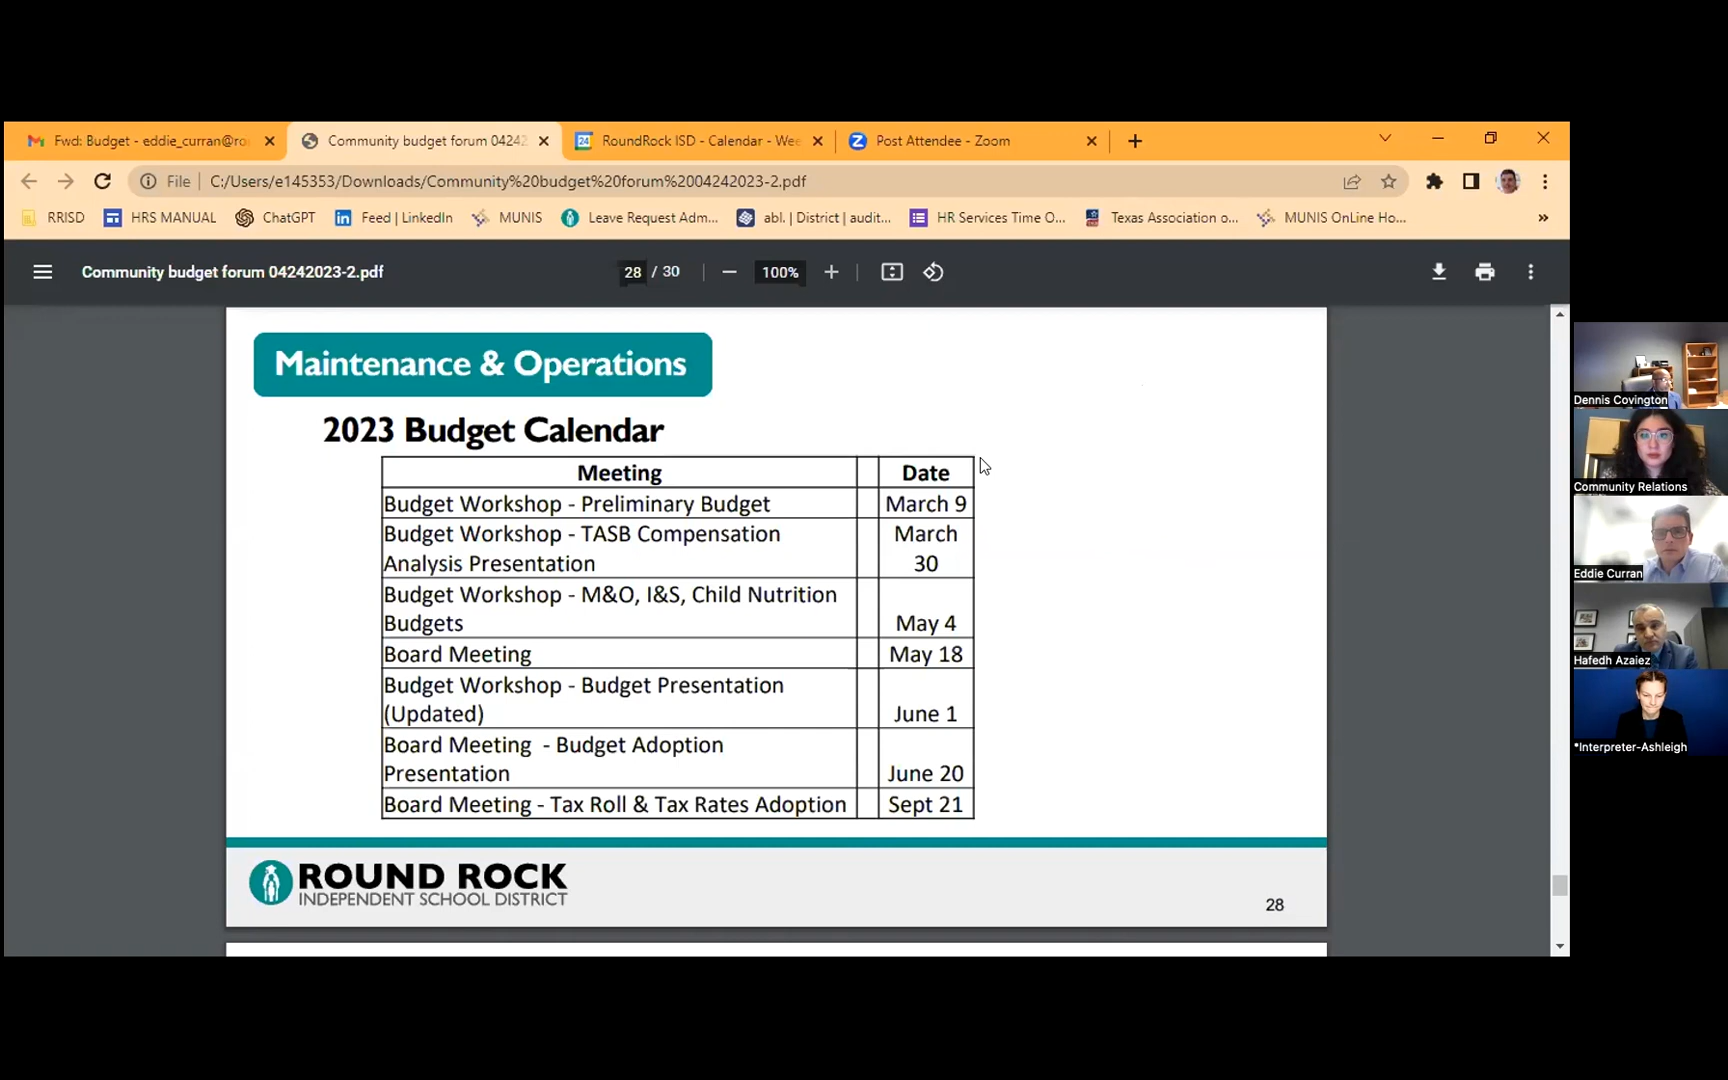 Fwd: Budget - eddie_curran@ro
Community budget forum 04242
24
RoundRock ISD - Calendar - Wee
Post Attendee - Zoom
File
C:/Users/e145353/Downloads/Community%20budget%20forum%2004242023-2.pdf
RRISD
HRS MANUAL
ChatGPT
in
Feed | LinkedIn
MUNIS
Leave Request Adm...
abl. | District | audit...
HR Services Time O...
Texas Association o...
MUNIS OnLine Ho...
»
Community budget forum 04242023-2.pdf
28 / 30
100%
Maintenance & Operations
2023 Budget Calendar
Meeting Date
Budget Workshop - Preliminary Budget March 9
Budget Workshop - TASB Compensation March
Analysis Presentation 30
Budget Workshop - M&O, I&S, Child Nutrition
Budgets May 4
Board Meeting May 18
Budget Workshop - Budget Presentation
(Updated) June 1
Board Meeting - Budget Adoption
Presentation June 20
Board Meeting - Tax Roll & Tax Rates Adoption Sept 21
ROUND ROCK
INDEPENDENT SCHOOL DISTRICT
28
Dennis Covington
Community Relations
Eddie Curran
Hafedh Azaiez
*Interpreter-Ashleigh